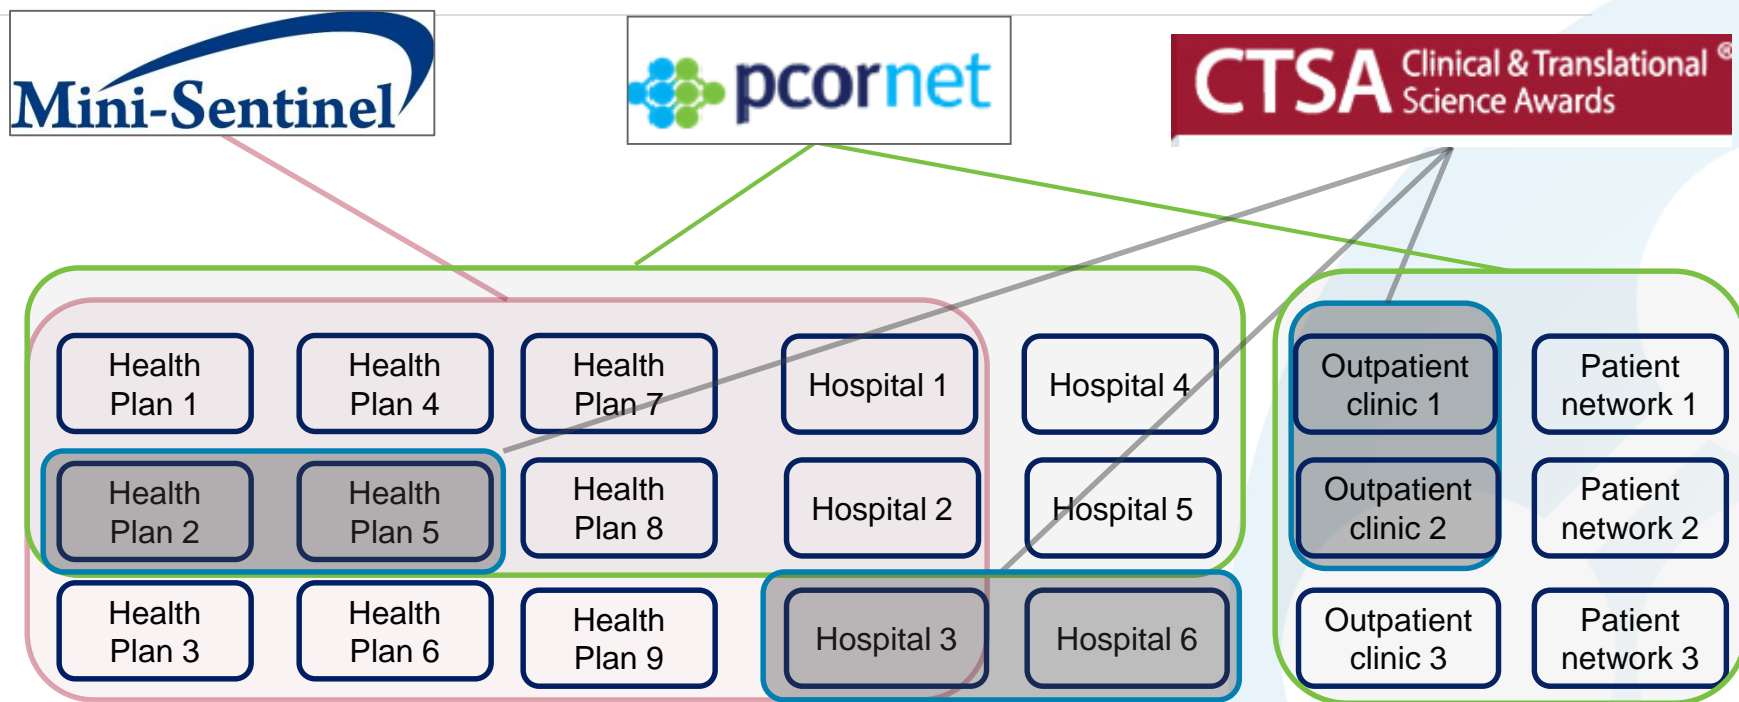 Mini-Sentinel
pcornet
CTSA
Clinical & Translational ®
Science Awards
Health
Plan 1
Health
Plan 4
Health
Plan 7
Hospital 1
Hospital 4
Outpatient
clinic 1
Patient
network 1
Health
Plan 2
Health
Plan 5
Health
Plan 8
Hospital 2
Hospital 5
Outpatient
clinic 2
Patient
network 2
Health
Plan 3
Health
Plan 6
Health
Plan 9
Hospital 3
Hospital 6
Outpatient
clinic 3
Patient
network 3